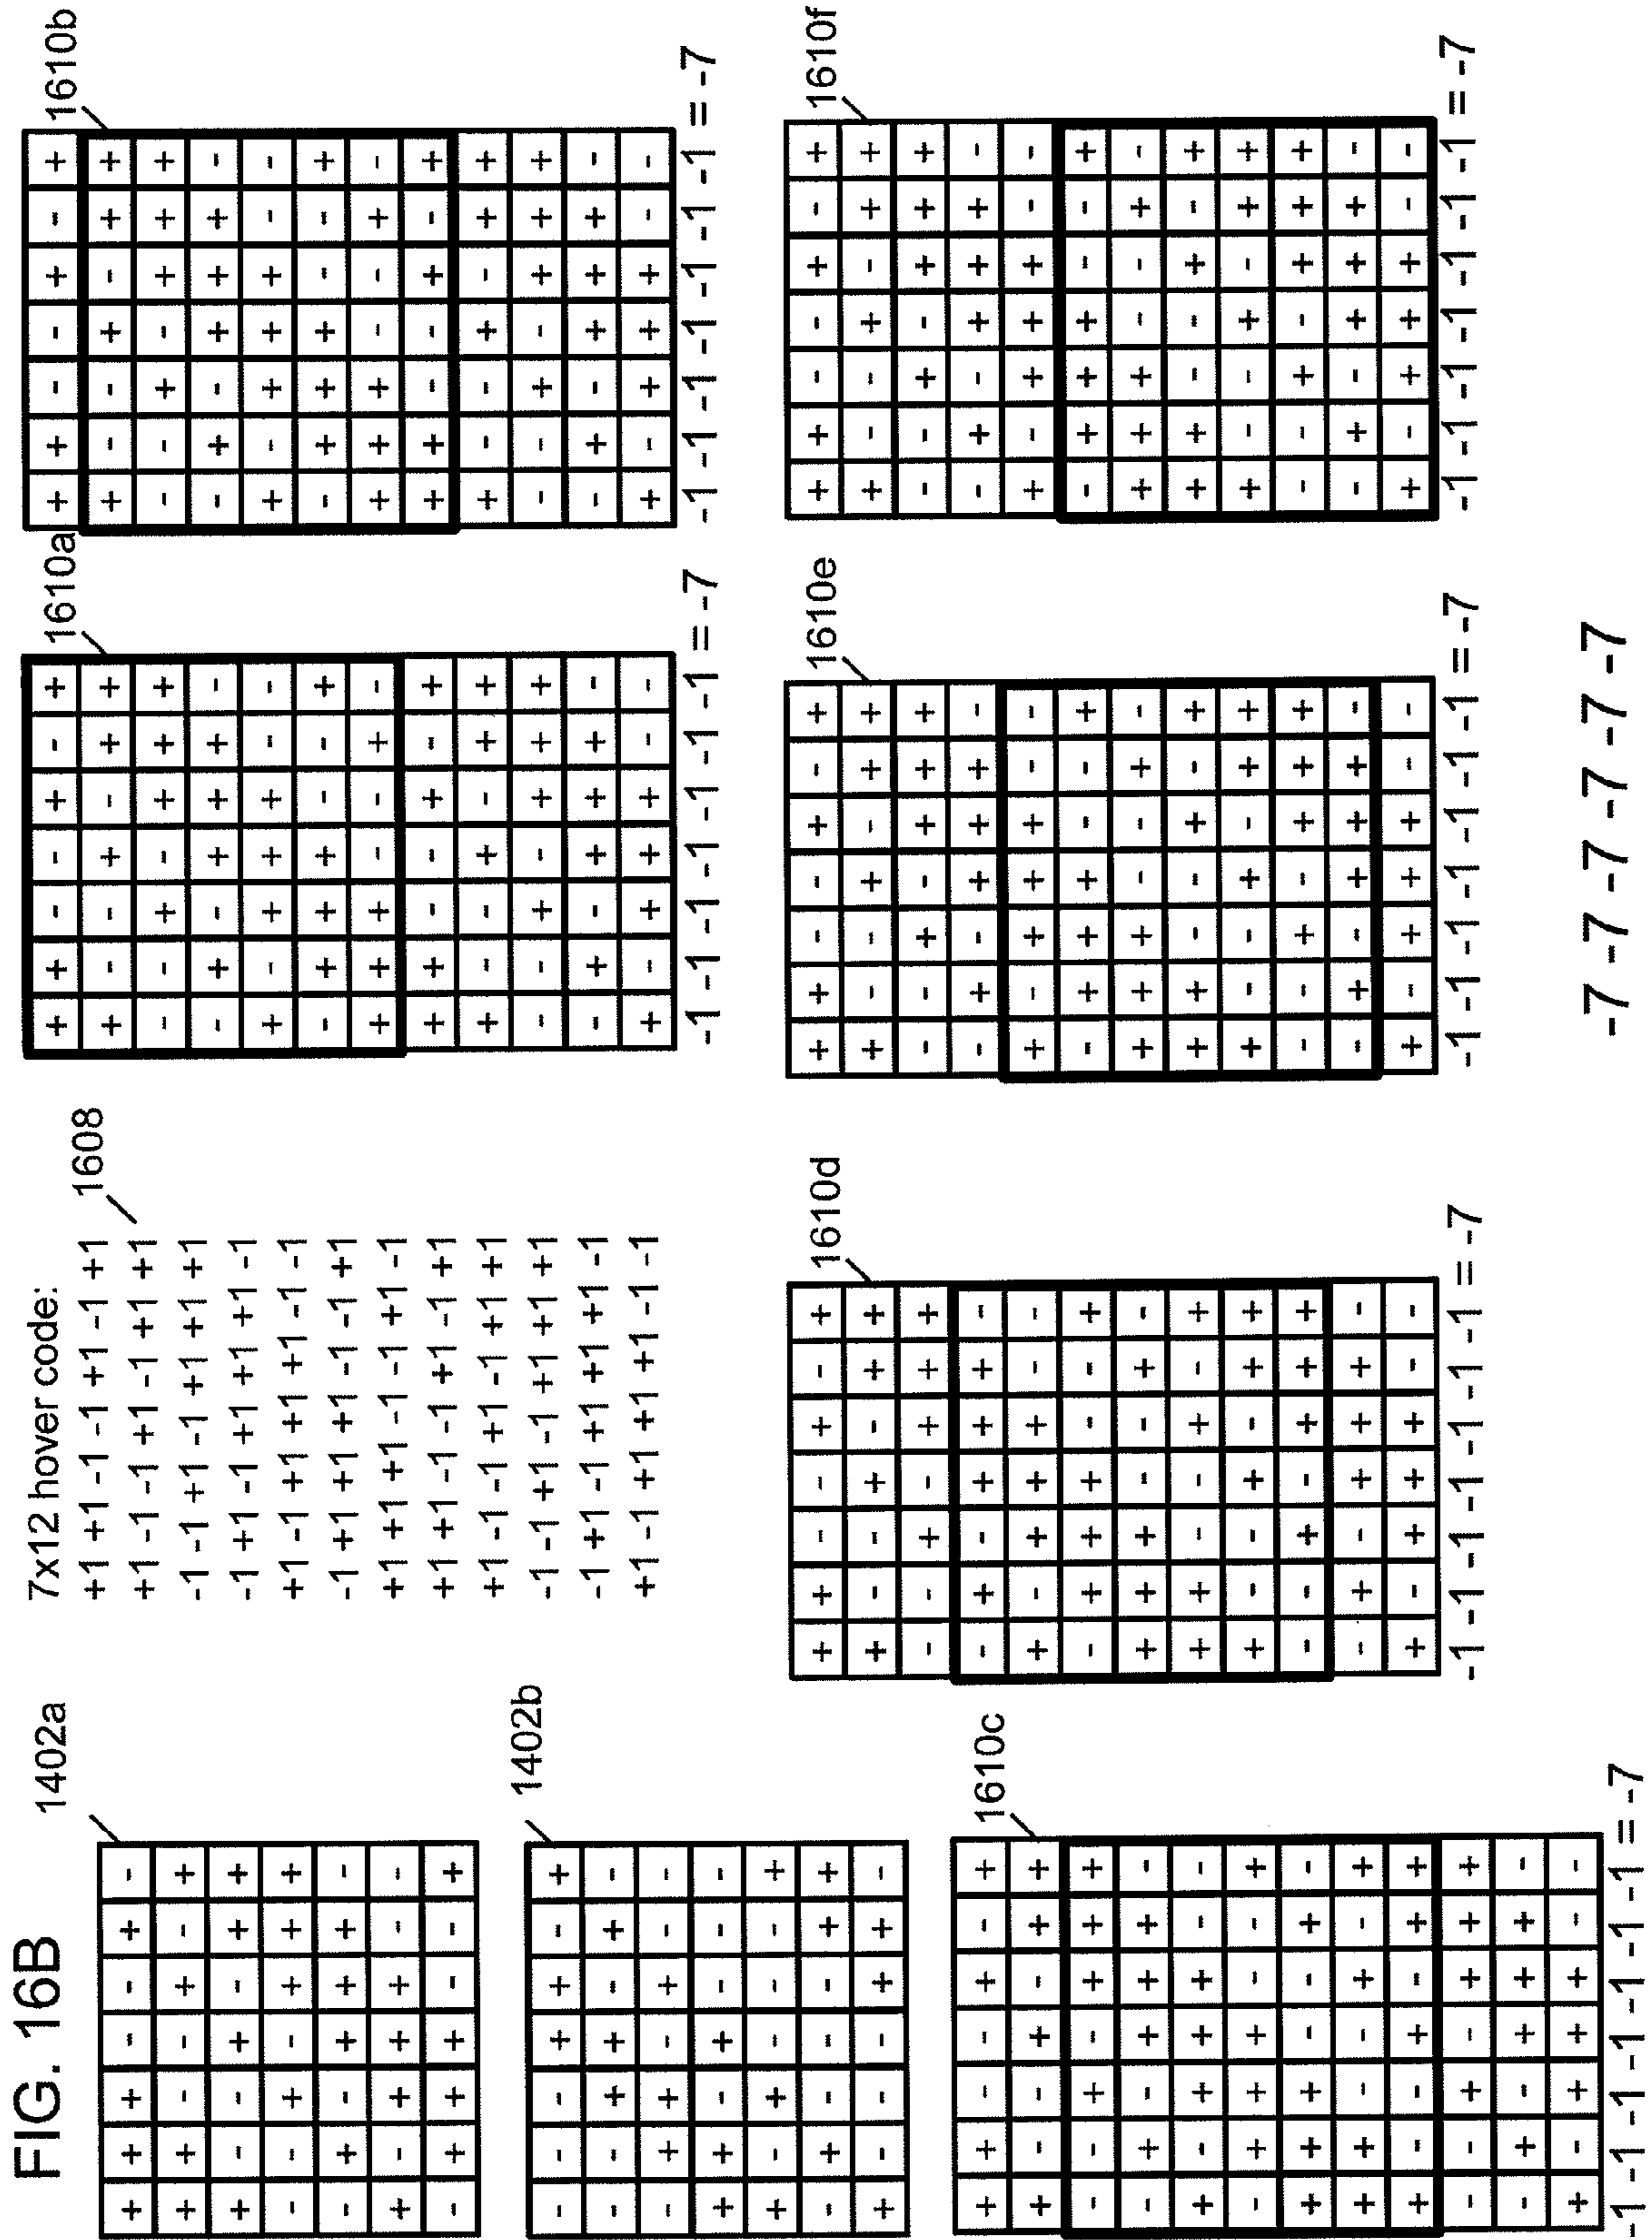 FIG. 16B
1402a
+ + + - - + -
+ + - - + - +
+ - - + - + +
- - + - + + +
- + - + + + -
+ - + + + - -
- + + + - - +
1402b
- - - + + - +
- - + + - + -
- + + - + - -
+ + - + - - -
+ - + - - - +
- + - - - + +
+ - - - + + -
7x12 hover code:
+1 +1 -1 -1 +1 -1 +1
1608
+1 -1 -1 +1 -1 +1 +1
-1 -1 +1 -1 +1 +1 +1
-1 +1 -1 +1 +1 +1 -1
+1 -1 +1 +1 +1 -1 -1
-1 +1 +1 +1 -1 -1 +1
+1 +1 +1 -1 -1 +1 -1
+1 +1 -1 -1 +1 -1 +1
+1 -1 -1 +1 -1 +1 +1
-1 -1 +1 -1 +1 +1 +1
-1 +1 -1 +1 +1 +1 -1
+1 -1 +1 +1 +1 -1 -1
1610a
+ + - - + - +
+ - - + - + +
- - + - + + +
- + - + + + -
+ - + + + - -
- + + + - - +
+ + + - - + -
+ + - - + - +
+ - - + - + +
- - + - + + +
- + - + + + -
+ - + + + - -
-1 -1 -1 -1 -1 -1 -1 = -7
1610b
+ + - - + - +
+ - - + - + +
- - + - + + +
- + - + + + -
+ - + + + - -
- + + + - - +
+ + + - - + -
+ + - - + - +
+ - - + - + +
- - + - + + +
- + - + + + -
+ - + + + - -
-1 -1 -1 -1 -1 -1 -1 = -7
1610c
+ + - - + - +
+ - - + - + +
- - + - + + +
- + - + + + -
+ - + + + - -
- + + + - - +
+ + + - - + -
+ + - - + - +
+ - - + - + +
- - + - + + +
- + - + + + -
+ - + + + - -
-1 -1 -1 -1 -1 -1 -1 = -7
1610d
+ + - - + - +
+ - - + - + +
- - + - + + +
- + - + + + -
+ - + + + - -
- + + + - - +
+ + + - - + -
+ + - - + - +
+ - - + - + +
- - + - + + +
- + - + + + -
+ - + + + - -
-1 -1 -1 -1 -1 -1 -1 = -7
1610e
+ + - - + - +
+ - - + - + +
- - + - + + +
- + - + + + -
+ - + + + - -
- + + + - - +
+ + + - - + -
+ + - - + - +
+ - - + - + +
- - + - + + +
- + - + + + -
+ - + + + - -
-1 -1 -1 -1 -1 -1 -1 = -7
1610f
+ + - - + - +
+ - - + - + +
- - + - + + +
- + - + + + -
+ - + + + - -
- + + + - - +
+ + + - - + -
+ + - - + - +
+ - - + - + +
- - + - + + +
- + - + + + -
+ - + + + - -
-1 -1 -1 -1 -1 -1 -1 = -7
-7 -7 -7 -7 -7 -7